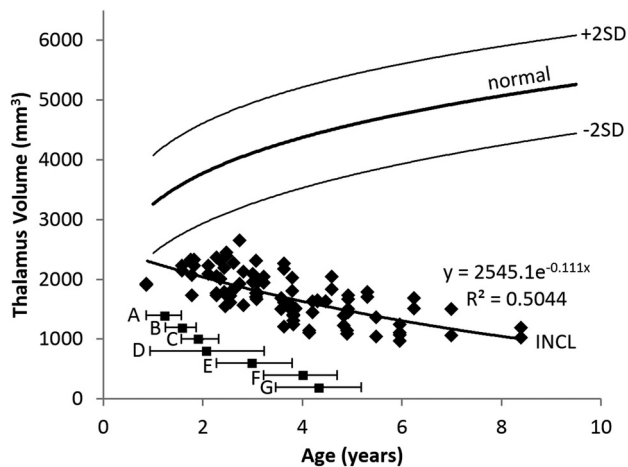 6000
5000
4000
3000
2000
1000
0
Thalamus Volume (mm³)
+2SD
normal
-2SD
y = 2545.1e^-0.111x
R² = 0.5044
INCL
A
B
C
D
E
F
G
0 2 4 6 8 10
Age (years)